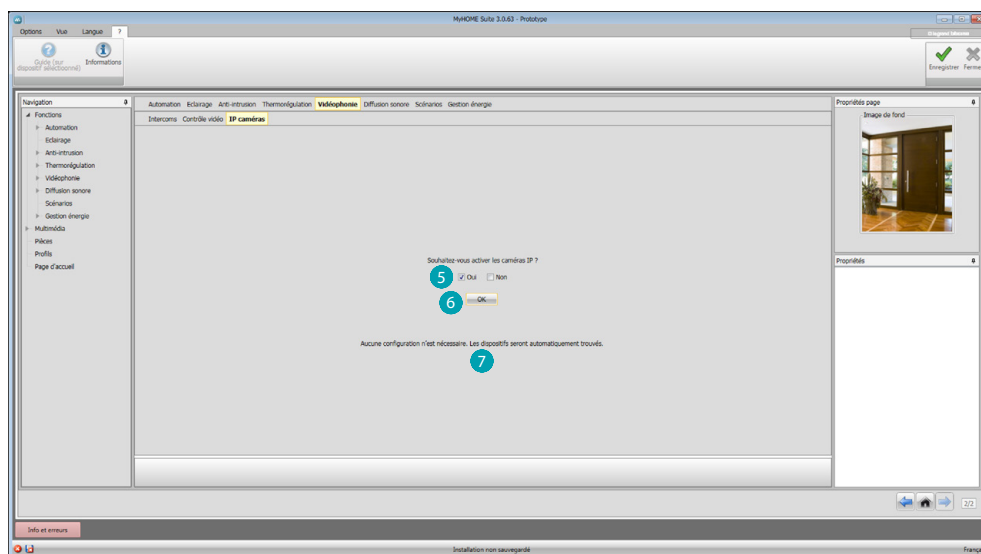 MyHOME Suite 3.0.63 - Prototype
Options Vue Langue ?
Guide (sur dispositif sélectionné)
Informations
Enregistrer Ferme
Navigation
Fonctions
Automation
Eclairage
Anti-intrusion
Thermorégulation
Vidéophonie
Diffusion sonore
Scénarios
Gestion énergie
Multimédia
Pièces
Profils
Page d'accueil
Automation Eclairage Anti-intrusion Thermorégulation Vidéophonie Diffusion sonore Scénarios Gestion énergie
Intercoms Contrôle vidéo IP caméras
Souhaitez-vous activer les caméras IP ?
5 Oui Non
6 OK
Aucune configuration n'est nécessaire. Les dispositifs seront automatiquement trouvés.
7
Propriétés page
Image de fond
Propriétés
2/2
Info et erreurs
Installation non sauvegardé
França